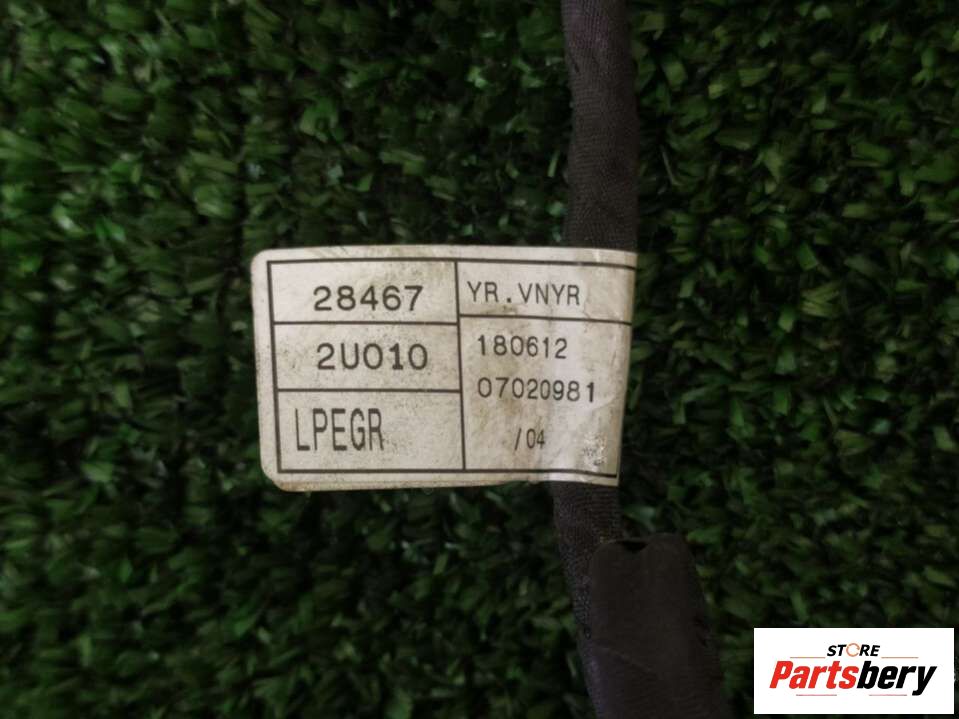 28467
2U010
LPEGR
YR.VNYR
180612
07020981
/04
STORE
Partsbery